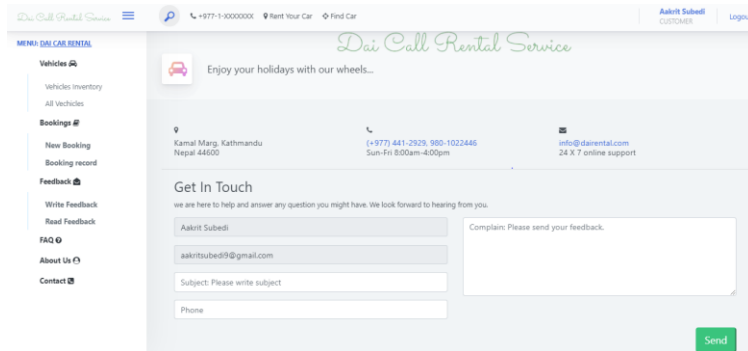 Dai Call Rental Service
+977-1-XXXXXXX Rent Your Car Find Car
Aakrit Subedi
CUSTOMER
Logou
MENU: DAI CAR RENTAL
Vehicles
Vehicles Inventory
All Vechicles
Bookings
New Booking
Booking record
Feedback
Write Feedback
Read Feedback
FAQ
About Us
Contact
Dai Call Rental Service
Enjoy your holidays with our wheels...
Kamal Marg, Kathmandu
Nepal 44600
(+977) 441-2929, 980-1022446
Sun-Fri 8:00am-4:00pm
info@dairental.com
24 X 7 online support
Get In Touch
we are here to help and answer any question you might have. We look forward to hearing from you.
Aakrit Subedi
aakritsubedi9@gmail.com
Subject: Please write subject
Phone
Complain: Please send your feedback.
Send